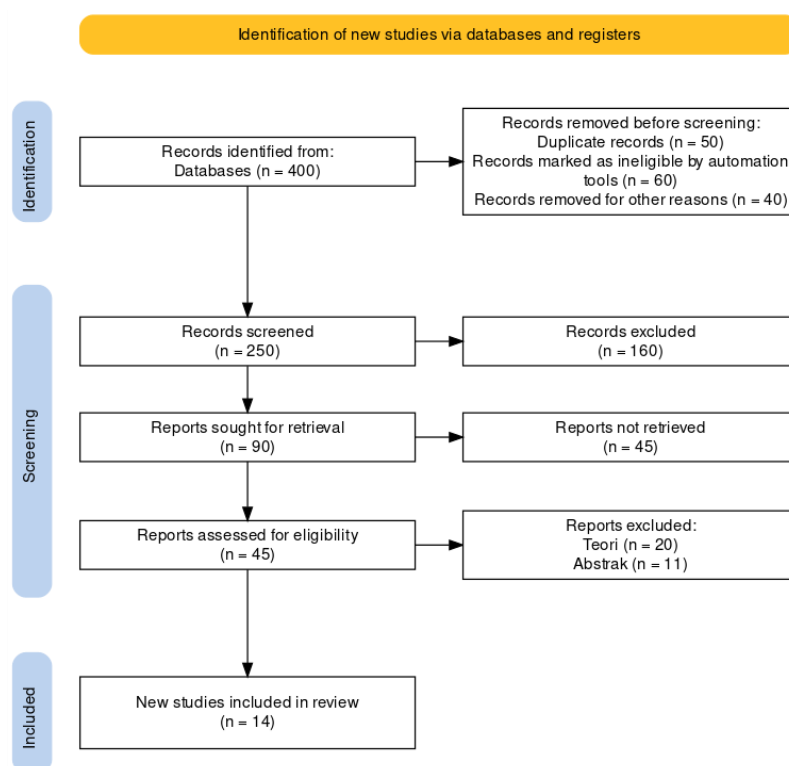 Identification of new studies via databases and registers
Identification
Records identified from:
Databases (n = 400)
Records removed before screening:
Duplicate records (n = 50)
Records marked as ineligible by automation
tools (n = 60)
Records removed for other reasons (n = 40)
Screening
Records screened
(n = 250)
Records excluded
(n = 160)
Reports sought for retrieval
(n = 90)
Reports not retrieved
(n = 45)
Reports assessed for eligibility
(n = 45)
Reports excluded:
Teori (n = 20)
Abstrak (n = 11)
Included
New studies included in review
(n = 14)